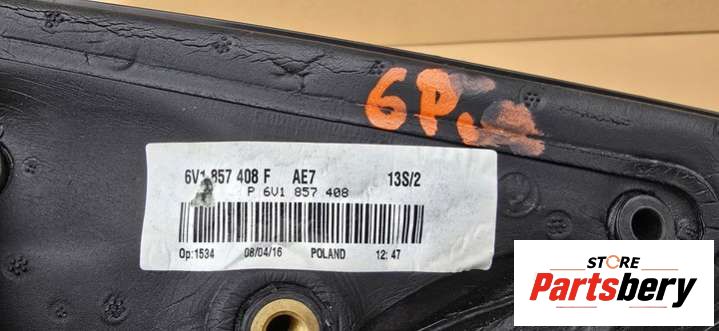 6P
6V1 857 408 F AE7 13S/2
P 6V1 857 408
Op:1534 08/04/16 POLAND 12:47
STORE
Partsbery